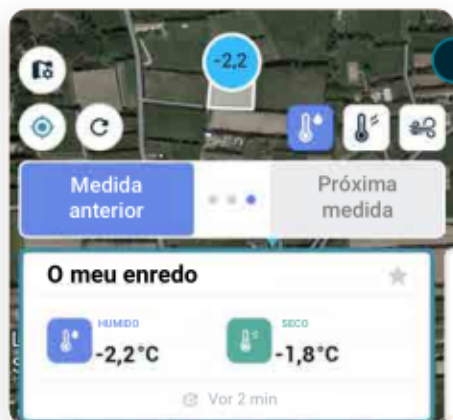 -2,2
Medida
anterior
Próxima
medida
O meu enredo
HUMIDO
-2,2°C
SECO
-1,8°C
Vor 2 min